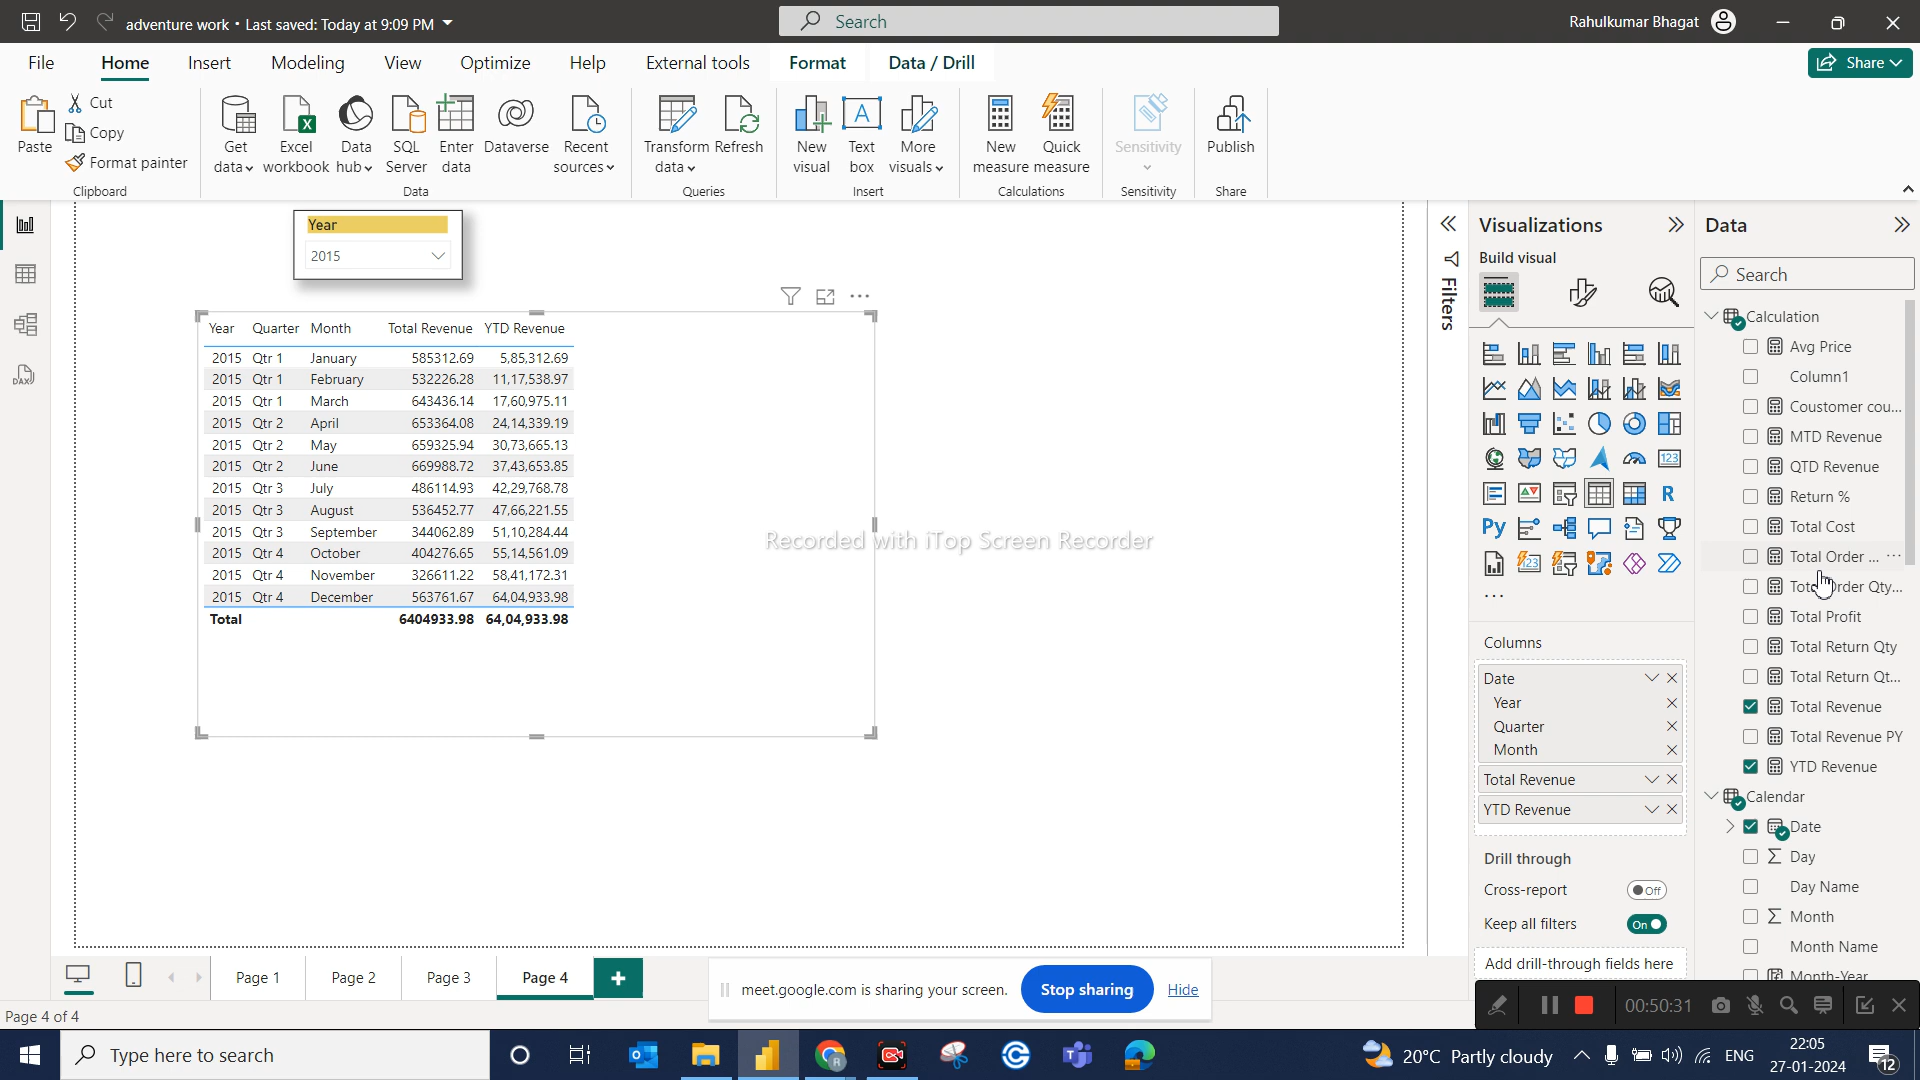 adventure work • Last saved: Today at 9:09 PM
Search
Rahulkumar Bhagat
File Home Insert Modeling View Optimize Help External tools Format Data / Drill
Share
Paste
Cut
Copy
Format painter
Clipboard
Get data
Excel workbook
Data hub
SQL Server
Enter data
Dataverse
Recent sources
Data
Transform data
Refresh
Queries
New visual
Text box
More visuals
Insert
New measure
Quick measure
Calculations
Sensitivity
Sensitivity
Publish
Share
Year
2015
Year Quarter Month Total Revenue YTD Revenue
2015 Qtr 1 January 585312.69 5,85,312.69
2015 Qtr 1 February 532226.28 11,17,538.97
2015 Qtr 1 March 643436.14 17,60,975.11
2015 Qtr 2 April 653364.08 24,14,339.19
2015 Qtr 2 May 659325.94 30,73,665.13
2015 Qtr 2 June 669988.72 37,43,653.85
2015 Qtr 3 July 486114.93 42,29,768.78
2015 Qtr 3 August 536452.77 47,66,221.55
2015 Qtr 3 September 344062.89 51,10,284.44
2015 Qtr 4 October 404276.65 55,14,561.09
2015 Qtr 4 November 326611.22 58,41,172.31
2015 Qtr 4 December 563761.67 64,04,933.98
Total 6404933.98 64,04,933.98
Recorded with iTop Screen Recorder
Filters
Visualizations
Build visual
123
R
Py
123
Columns
Date
Year
Quarter
Month
Total Revenue
YTD Revenue
Drill through
Cross-report Off
Keep all filters On
Add drill-through fields here
Data
Search
Calculation
Avg Price
Column1
Coustomer cou...
MTD Revenue
QTD Revenue
Return %
Total Cost
Total Order ...
Total Order Qty...
Total Profit
Total Return Qty
Total Return Qt...
Total Revenue
Total Revenue PY
YTD Revenue
Calendar
Date
Day
Day Name
Month
Month Name
Month-Year
Page 1 Page 2 Page 3 Page 4
meet.google.com is sharing your screen. Stop sharing Hide
00:50:31
Page 4 of 4
Type here to search
20°C Partly cloudy
ENG
22:05
27-01-2024
12